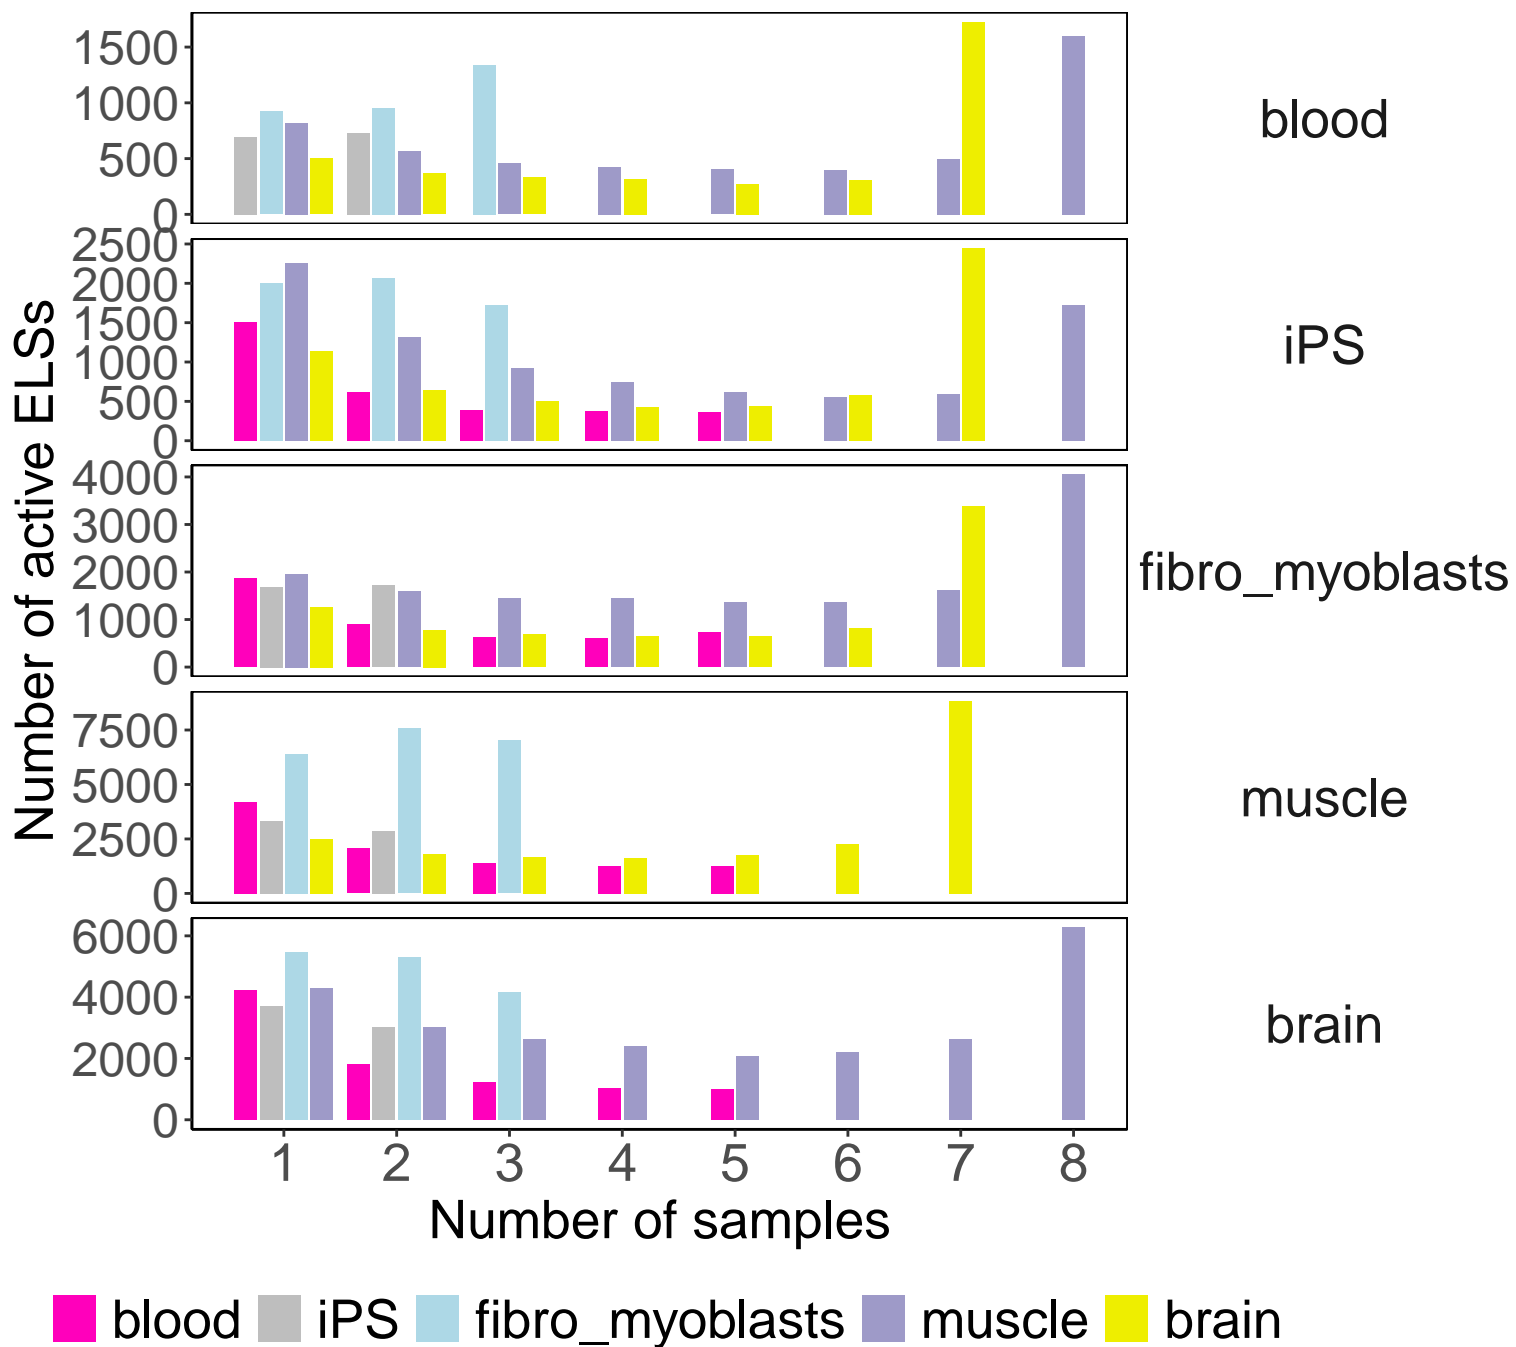 1500
1000
500
0
blood
2500
2000
1500
1000
500
0
iPS
4000
3000
2000
1000
0
fibro_myoblasts
7500
5000
2500
0
muscle
6000
4000
2000
0
brain
Number of active ELSs
1 2 3 4 5 6 7 8
Number of samples
blood iPS fibro_myoblasts muscle brain